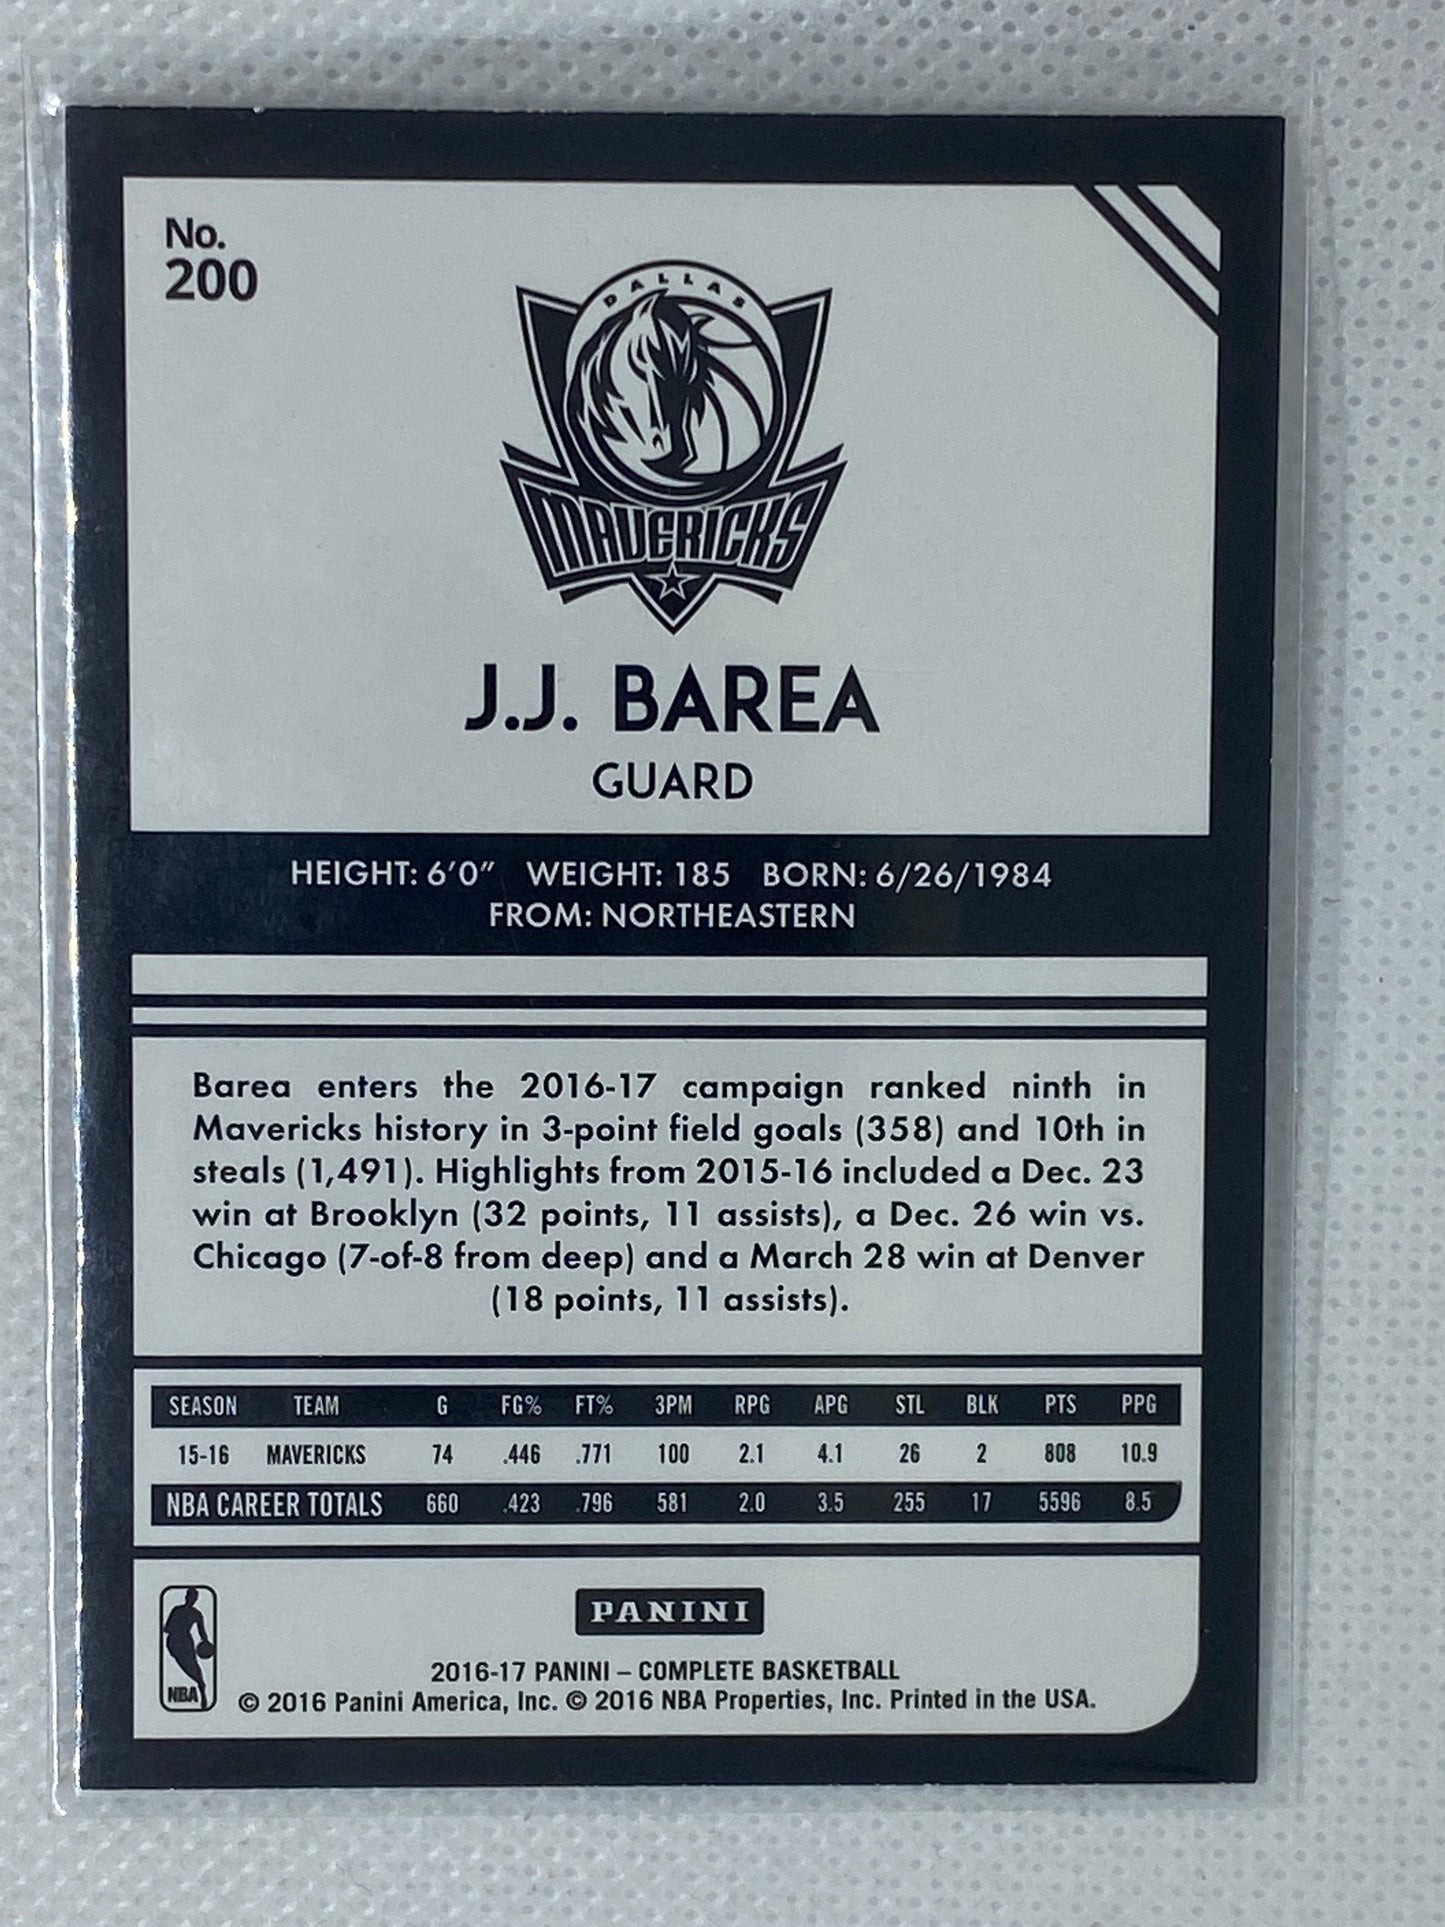 No.
200
DALLAS
MAVERICKS
J.J. BAREA
GUARD
HEIGHT: 6'0" WEIGHT: 185 BORN: 6/26/1984
FROM: NORTHEASTERN
Barea enters the 2016-17 campaign ranked ninth in
Mavericks history in 3-point field goals (358) and 10th in
steals (1,491). Highlights from 2015-16 included a Dec. 23
win at Brooklyn (32 points, 11 assists), a Dec. 26 win vs.
Chicago (7-of-8 from deep) and a March 28 win at Denver
(18 points, 11 assists).
SEASON TEAM G FG% FT% 3PM RPG APG STL BLK PTS PPG
15-16 MAVERICKS 74 .446 .771 100 2.1 4.1 26 2 808 10.9
NBA CAREER TOTALS 660 .423 .796 581 2.0 3.5 255 17 5596 8.5
PANINI
NBA
2016-17 PANINI – COMPLETE BASKETBALL
© 2016 Panini America, Inc. © 2016 NBA Properties, Inc. Printed in the USA.